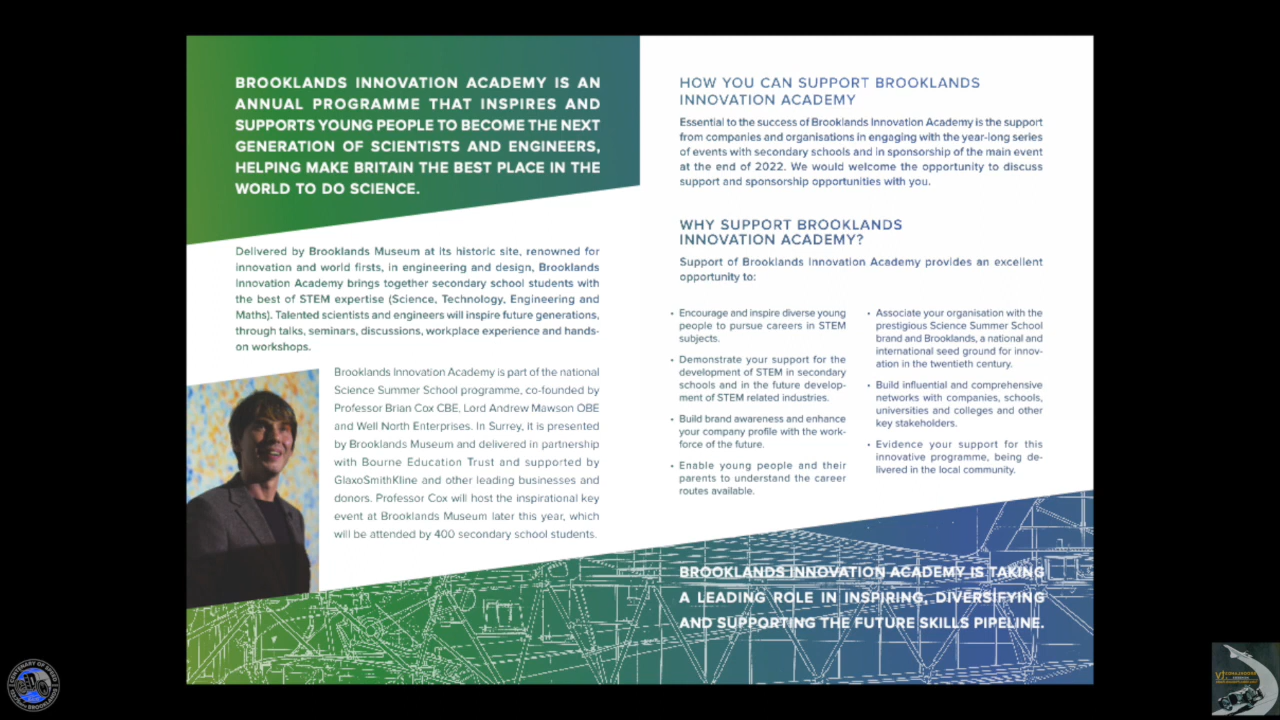 BROOKLANDS INNOVATION ACADEMY IS AN
ANNUAL PROGRAMME THAT INSPIRES AND
SUPPORTS YOUNG PEOPLE TO BECOME THE NEXT
GENERATION OF SCIENTISTS AND ENGINEERS,
HELPING MAKE BRITAIN THE BEST PLACE IN THE
WORLD TO DO SCIENCE.
Delivered by Brooklands Museum at its historic site, renowned for
innovation and world firsts, in engineering and design, Brooklands
Innovation Academy brings together secondary school students with
the best of STEM expertise (Science, Technology, Engineering and
Maths). Talented scientists and engineers will inspire future generations,
through talks, seminars, discussions, workplace experience and hands-
on workshops.
Brooklands Innovation Academy is part of the national
Science Summer School programme, co-founded by
Professor Brian Cox CBE, Lord Andrew Mawson OBE
and Well North Enterprises. In Surrey, it is presented
by Brooklands Museum and delivered in partnership
with Bourne Education Trust and supported by
GlaxoSmithKline and other leading businesses and
donors. Professor Cox will host the inspirational key
event at Brooklands Museum later this year, which
will be attended by 400 secondary school students.
HOW YOU CAN SUPPORT BROOKLANDS
INNOVATION ACADEMY
Essential to the success of Brooklands Innovation Academy is the support
from companies and organisations in engaging with the year-long series
of events with secondary schools and in sponsorship of the main event
at the end of 2022. We would welcome the opportunity to discuss
support and sponsorship opportunities with you.
WHY SUPPORT BROOKLANDS
INNOVATION ACADEMY?
Support of Brooklands Innovation Academy provides an excellent
opportunity to:
• Encourage and inspire diverse young
people to pursue careers in STEM
subjects.
• Demonstrate your support for the
development of STEM in secondary
schools and in the future develop-
ment of STEM related industries.
• Build brand awareness and enhance
your company profile with the work-
force of the future.
• Enable young people and their
parents to understand the career
routes available.
• Associate your organisation with the
prestigious Science Summer School
brand and Brooklands, a national and
international seed ground for innov-
ation in the twentieth century.
• Build influential and comprehensive
networks with companies, schools,
universities and colleges and other
key stakeholders.
• Evidence your support for this
innovative programme, being de-
livered in the local community.
BROOKLANDS INNOVATION ACADEMY IS TAKING
A LEADING ROLE IN INSPIRING, DIVERSIFYING
AND SUPPORTING THE FUTURE SKILLS PIPELINE.
CENTENARY OF SPEED